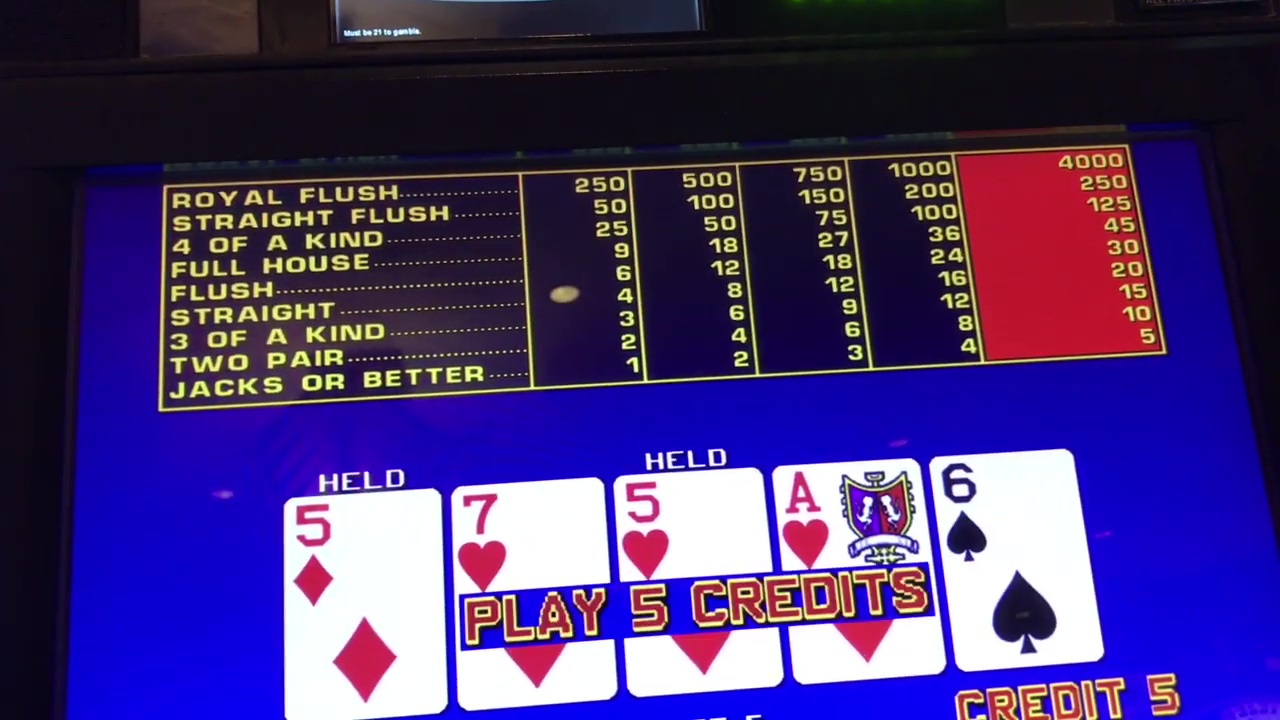 Must be 21 to gamble.
ROYAL FLUSH 250 500 750 1000 4000
STRAIGHT FLUSH 50 100 150 200 250
4 OF A KIND 25 50 75 100 125
FULL HOUSE 9 18 27 36 45
FLUSH 6 12 18 24 30
STRAIGHT 4 8 12 16 20
3 OF A KIND 3 6 9 12 15
TWO PAIR 2 4 6 8 10
JACKS OR BETTER 1 2 3 4 5
HELD HELD
5 7 5 A 6
PLAY 5 CREDITS
CREDIT 5